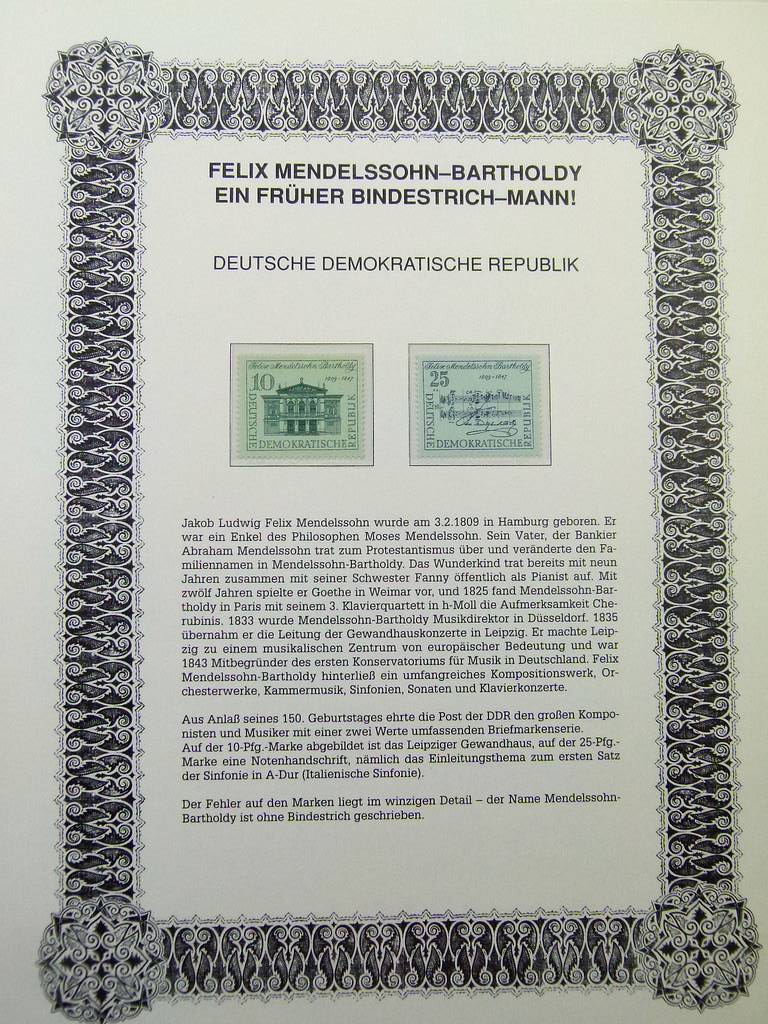 FELIX MENDELSSOHN–BARTHOLDY
EIN FRÜHER BINDESTRICH–MANN!
DEUTSCHE DEMOKRATISCHE REPUBLIK
Felix Mendelssohn Bartholdy
10
1809–1847
DEUTSCHE
DEMOKRATISCHE
REPUBLIK
Felix Mendelssohn Bartholdy
25
1809–1847
DEUTSCHE
DEMOKRATISCHE
REPUBLIK
Jakob Ludwig Felix Mendelssohn wurde am 3.2.1809 in Hamburg geboren. Er
war ein Enkel des Philosophen Moses Mendelssohn. Sein Vater, der Bankier
Abraham Mendelssohn trat zum Protestantismus über und veränderte den Fa-
miliennamen in Mendelssohn-Bartholdy. Das Wunderkind trat bereits mit neun
Jahren zusammen mit seiner Schwester Fanny öffentlich als Pianist auf. Mit
zwölf Jahren spielte er Goethe in Weimar vor, und 1825 fand Mendelssohn-Bar-
tholdy in Paris mit seinem 3. Klavierquartett in h-Moll die Aufmerksamkeit Che-
rubinis. 1833 wurde Mendelssohn-Bartholdy Musikdirektor in Düsseldorf. 1835
übernahm er die Leitung der Gewandhauskonzerte in Leipzig. Er machte Leip-
zig zu einem musikalischen Zentrum von europäischer Bedeutung und war
1843 Mitbegründer des ersten Konservatoriums für Musik in Deutschland. Felix
Mendelssohn-Bartholdy hinterließ ein umfangreiches Kompositionswerk, Or-
chesterwerke, Kammermusik, Sinfonien, Sonaten und Klavierkonzerte.
Aus Anlaß seines 150. Geburtstages ehrte die Post der DDR den großen Kompo-
nisten und Musiker mit einer zwei Werte umfassenden Briefmarkenserie.
Auf der 10-Pfg.-Marke abgebildet ist das Leipziger Gewandhaus, auf der 25-Pfg.-
Marke eine Notenhandschrift, nämlich das Einleitungsthema zum ersten Satz
der Sinfonie in A-Dur (Italienische Sinfonie).
Der Fehler auf den Marken liegt im winzigen Detail – der Name Mendelssohn-
Bartholdy ist ohne Bindestrich geschrieben.